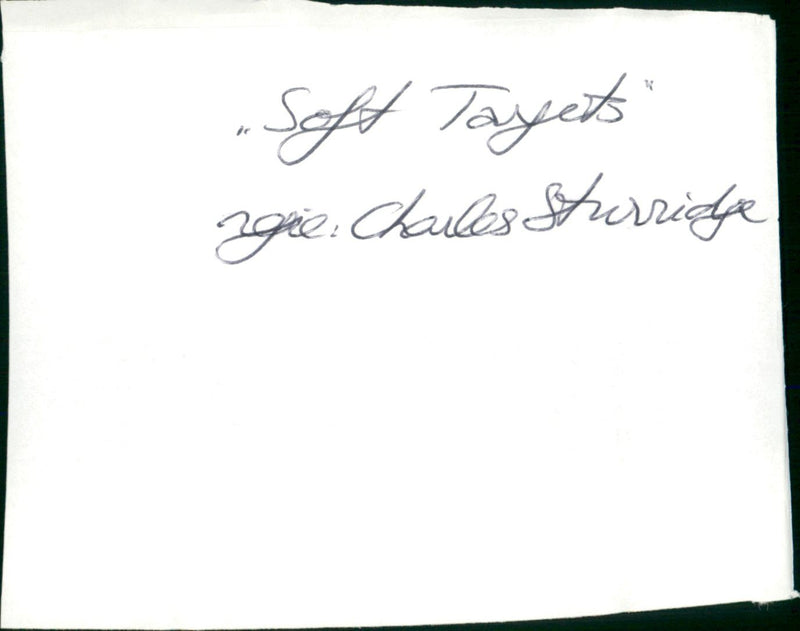 „Soft Targets"
regie: Charles Sturridge